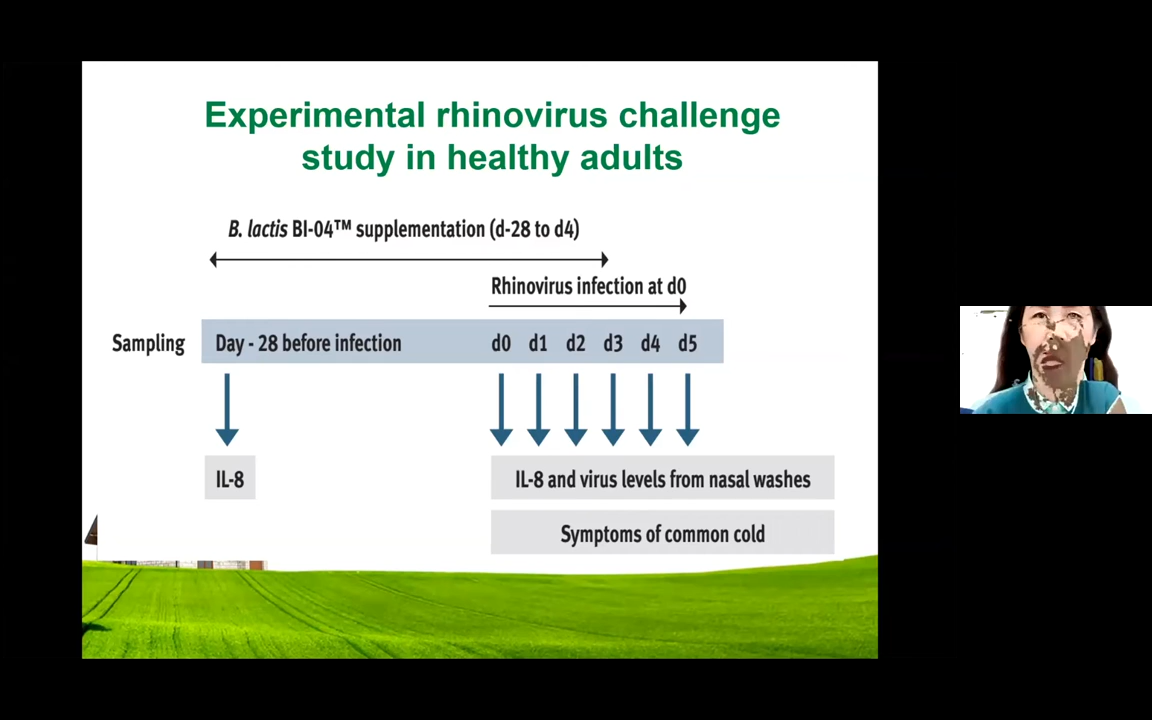 Experimental rhinovirus challenge
study in healthy adults
B. lactis BI-04™ supplementation (d-28 to d4)
Rhinovirus infection at d0
Sampling Day - 28 before infection d0 d1 d2 d3 d4 d5
IL-8 IL-8 and virus levels from nasal washes
Symptoms of common cold